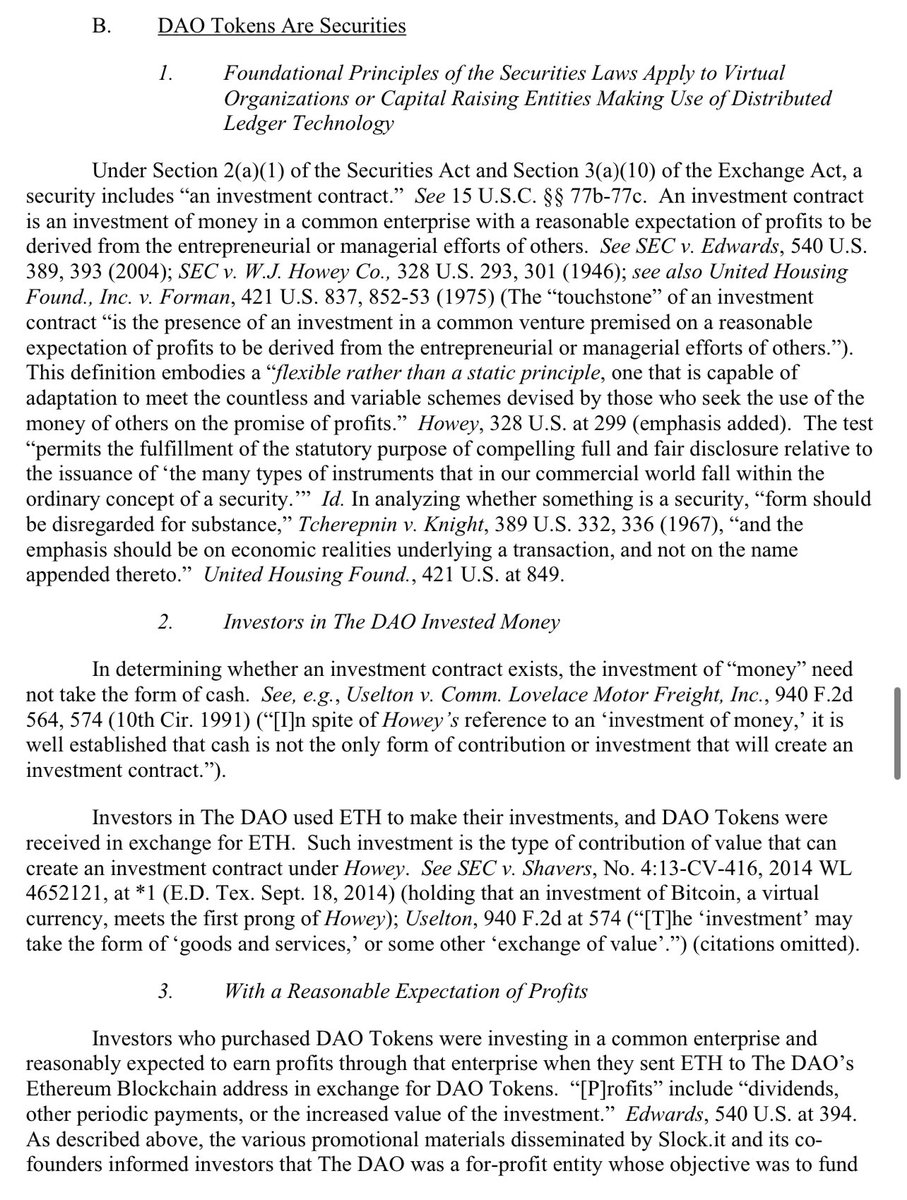 B. DAO Tokens Are Securities
1. Foundational Principles of the Securities Laws Apply to Virtual
Organizations or Capital Raising Entities Making Use of Distributed
Ledger Technology
Under Section 2(a)(1) of the Securities Act and Section 3(a)(10) of the Exchange Act, a
security includes “an investment contract.” See 15 U.S.C. §§ 77b-77c. An investment contract
is an investment of money in a common enterprise with a reasonable expectation of profits to be
derived from the entrepreneurial or managerial efforts of others. See SEC v. Edwards, 540 U.S.
389, 393 (2004); SEC v. W.J. Howey Co., 328 U.S. 293, 301 (1946); see also United Housing
Found., Inc. v. Forman, 421 U.S. 837, 852-53 (1975) (The “touchstone” of an investment
contract “is the presence of an investment in a common venture premised on a reasonable
expectation of profits to be derived from the entrepreneurial or managerial efforts of others.”).
This definition embodies a “flexible rather than a static principle, one that is capable of
adaptation to meet the countless and variable schemes devised by those who seek the use of the
money of others on the promise of profits.” Howey, 328 U.S. at 299 (emphasis added). The test
“permits the fulfillment of the statutory purpose of compelling full and fair disclosure relative to
the issuance of ‘the many types of instruments that in our commercial world fall within the
ordinary concept of a security.’” Id. In analyzing whether something is a security, “form should
be disregarded for substance,” Tcherepnin v. Knight, 389 U.S. 332, 336 (1967), “and the
emphasis should be on economic realities underlying a transaction, and not on the name
appended thereto.” United Housing Found., 421 U.S. at 849.
2. Investors in The DAO Invested Money
In determining whether an investment contract exists, the investment of “money” need
not take the form of cash. See, e.g., Uselton v. Comm. Lovelace Motor Freight, Inc., 940 F.2d
564, 574 (10th Cir. 1991) (“[I]n spite of Howey’s reference to an ‘investment of money,’ it is
well established that cash is not the only form of contribution or investment that will create an
investment contract.”).
Investors in The DAO used ETH to make their investments, and DAO Tokens were
received in exchange for ETH. Such investment is the type of contribution of value that can
create an investment contract under Howey. See SEC v. Shavers, No. 4:13-CV-416, 2014 WL
4652121, at *1 (E.D. Tex. Sept. 18, 2014) (holding that an investment of Bitcoin, a virtual
currency, meets the first prong of Howey); Uselton, 940 F.2d at 574 (“[T]he ‘investment’ may
take the form of ‘goods and services,’ or some other ‘exchange of value’.”) (citations omitted).
3. With a Reasonable Expectation of Profits
Investors who purchased DAO Tokens were investing in a common enterprise and
reasonably expected to earn profits through that enterprise when they sent ETH to The DAO’s
Ethereum Blockchain address in exchange for DAO Tokens. “[P]rofits” include “dividends,
other periodic payments, or the increased value of the investment.” Edwards, 540 U.S. at 394.
As described above, the various promotional materials disseminated by Slock.it and its co-
founders informed investors that The DAO was a for-profit entity whose objective was to fund